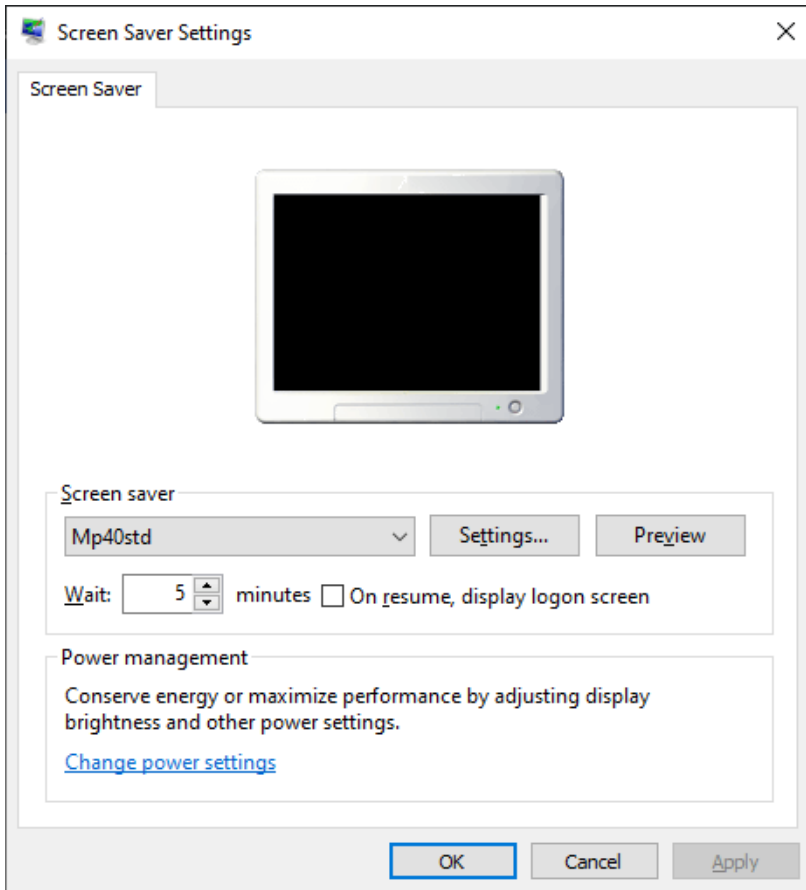 Screen Saver Settings
Screen Saver
Screen saver
Mp40std
Settings...
Preview
Wait:
5
minutes
On resume, display logon screen
Power management
Conserve energy or maximize performance by adjusting display
brightness and other power settings.
Change power settings
OK
Cancel
Apply